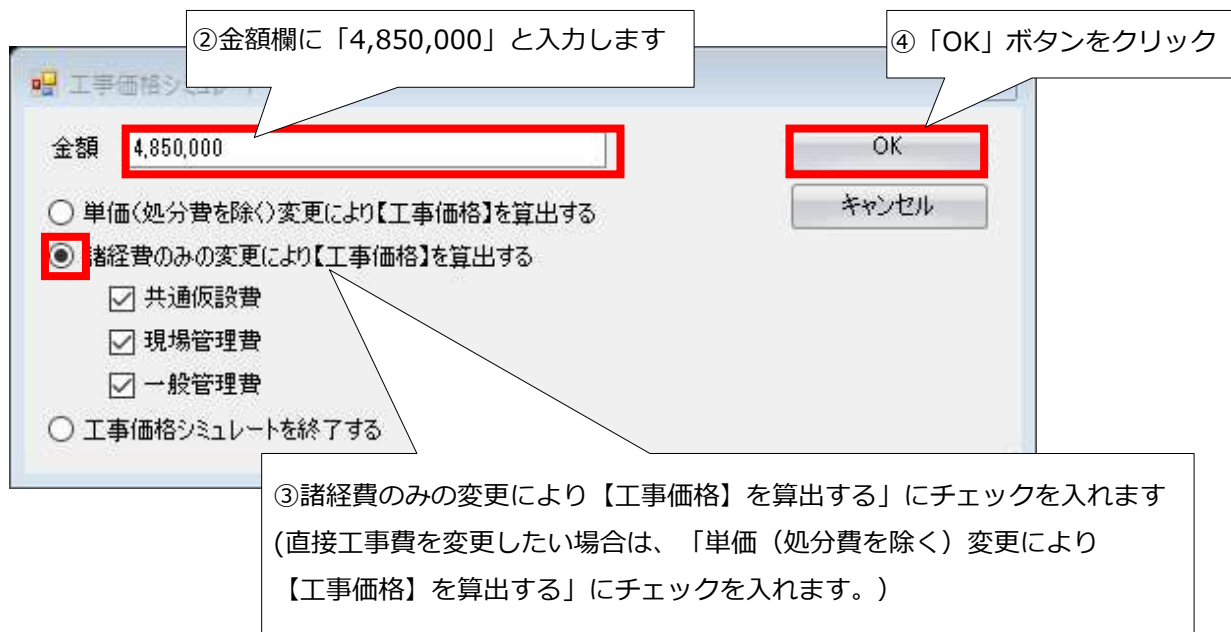 ②金額欄に「4,850,000」と入力します
④「OK」ボタンをクリック
工事価格シミュレート
金額
4,850,000
OK
キャンセル
単価(処分費を除く)変更により【工事価格】を算出する
諸経費のみの変更により【工事価格】を算出する
共通仮設費
現場管理費
一般管理費
工事価格シミュレートを終了する
③諸経費のみの変更により【工事価格】を算出する」にチェックを入れます
(直接工事費を変更したい場合は、「単価（処分費を除く）変更により
【工事価格】を算出する」にチェックを入れます。）